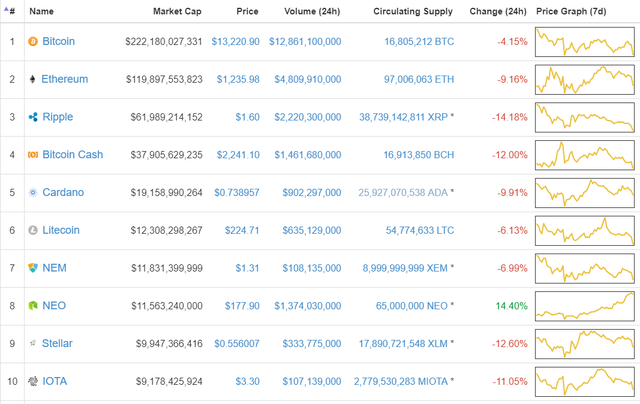 # Name Market Cap Price Volume (24h) Circulating Supply Change (24h) Price Graph (7d)
1 Bitcoin $222,180,027,331 $13,220.90 $12,861,100,000 16,805,212 BTC -4.15%
2 Ethereum $119,897,553,823 $1,235.98 $4,809,910,000 97,006,063 ETH -9.16%
3 Ripple $61,989,214,152 $1.60 $2,220,300,000 38,739,142,811 XRP * -14.18%
4 Bitcoin Cash $37,905,629,235 $2,241.10 $1,461,680,000 16,913,850 BCH -12.00%
5 Cardano $19,158,990,264 $0.738957 $902,297,000 25,927,070,538 ADA * -9.91%
6 Litecoin $12,308,298,267 $224.71 $635,129,000 54,774,633 LTC -6.13%
7 NEM $11,831,399,999 $1.31 $108,135,000 8,999,999,999 XEM * -6.99%
8 NEO $11,563,240,000 $177.90 $1,374,030,000 65,000,000 NEO * 14.40%
9 Stellar $9,947,366,416 $0.556007 $333,775,000 17,890,721,548 XLM * -12.60%
10 IOTA $9,178,425,924 $3.30 $107,139,000 2,779,530,283 MIOTA * -11.05%